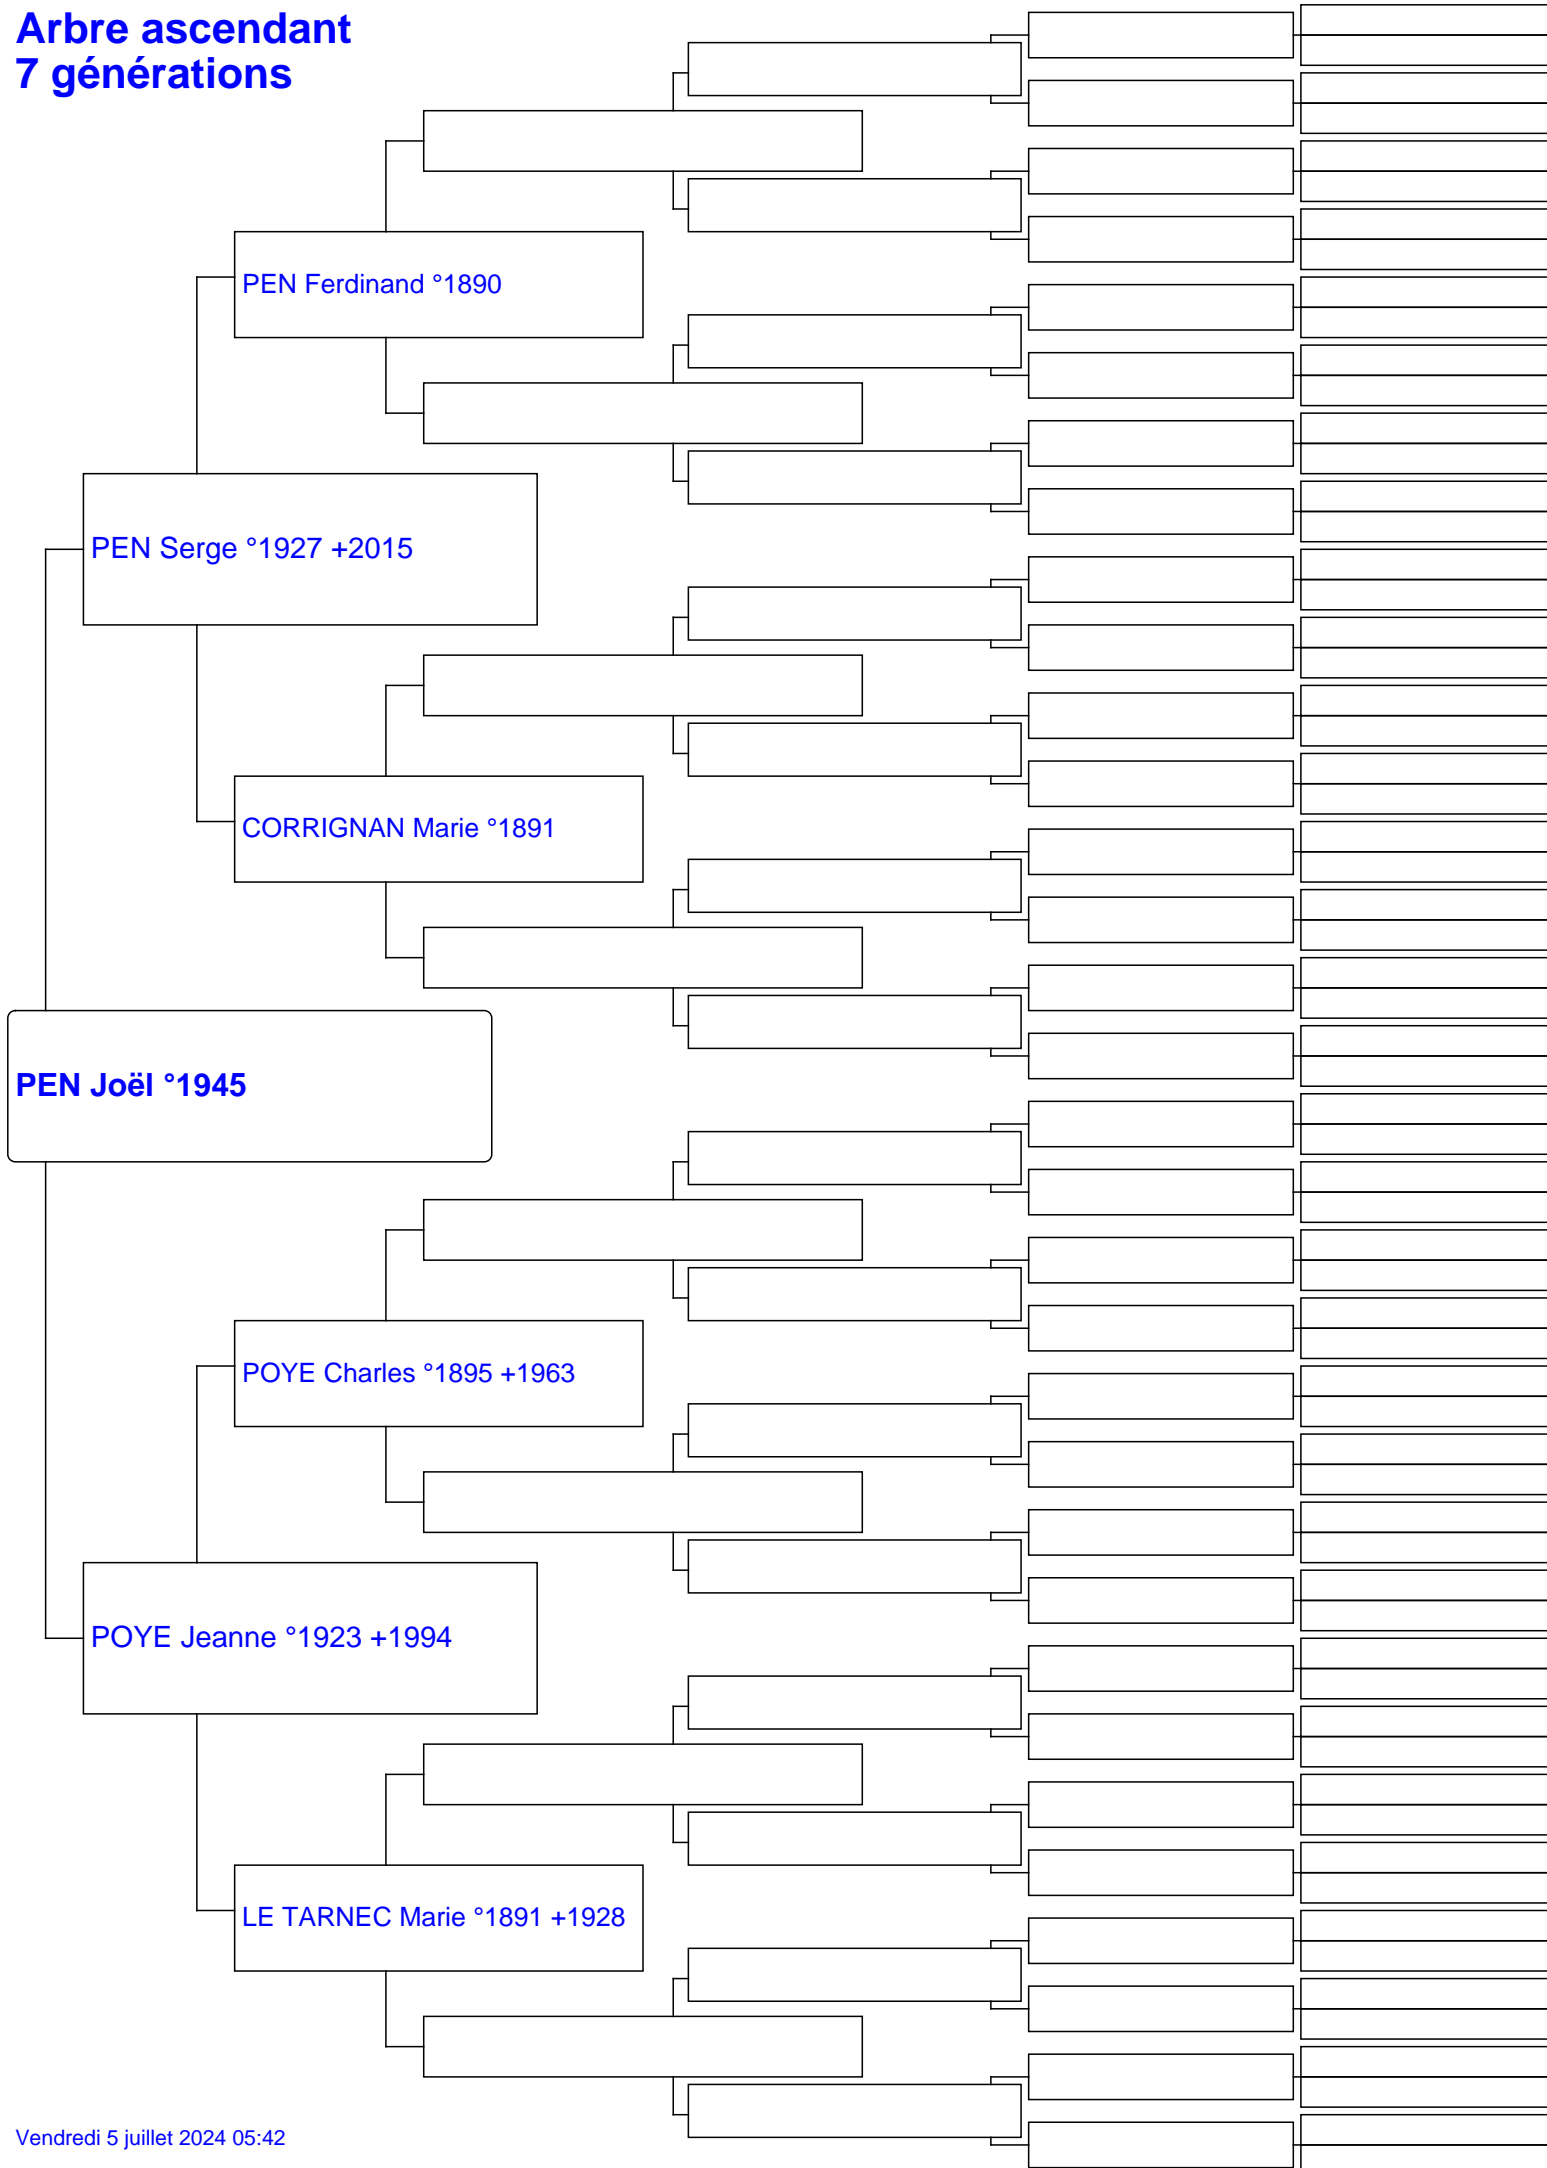 Arbre ascendant
7 générations
PEN Ferdinand °1890
PEN Serge °1927 +2015
CORRIGNAN Marie °1891
PEN Joël °1945
POYE Charles °1895 +1963
POYE Jeanne °1923 +1994
LE TARNEC Marie °1891 +1928
Vendredi 5 juillet 2024 05:42